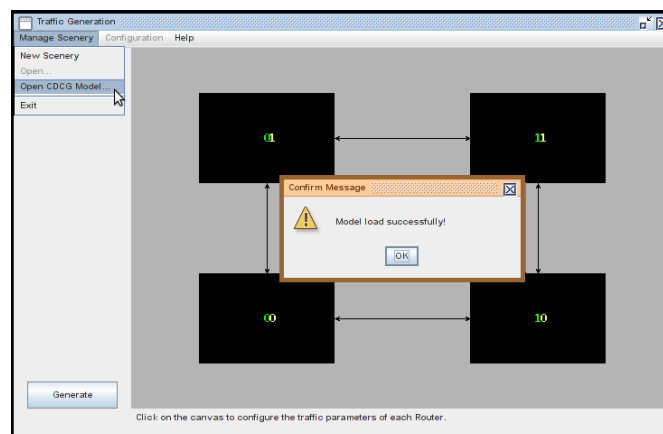 Traffic Generation
Manage Scenery Configuration Help
New Scenery
Open...
Open CDCG Model...
Exit
01
11
Confirm Message
Model load successfully!
OK
00
10
Generate
Click on the canvas to configure the traffic parameters of each Router.